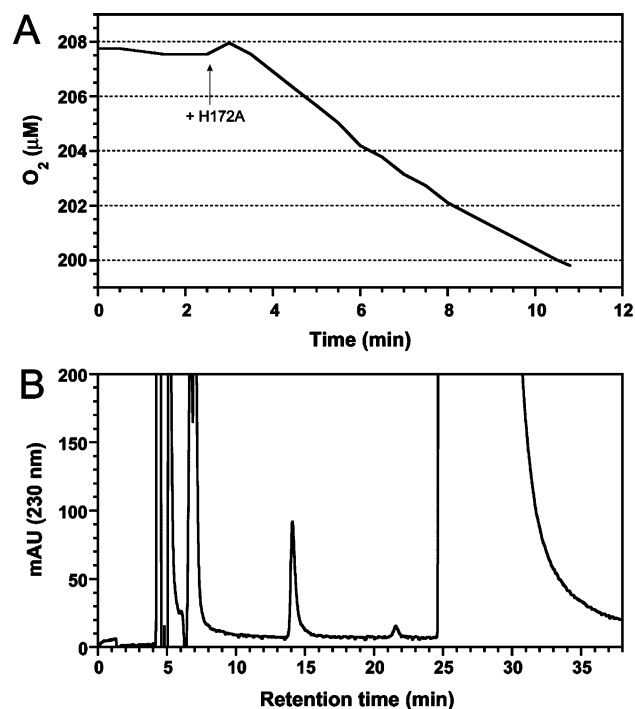 A
208
206
204
202
200
O₂ (μM)
+ H172A
0 2 4 6 8 10 12
Time (min)
B
200
150
100
50
0
mAU (230 nm)
0 5 10 15 20 25 30 35
Retention time (min)